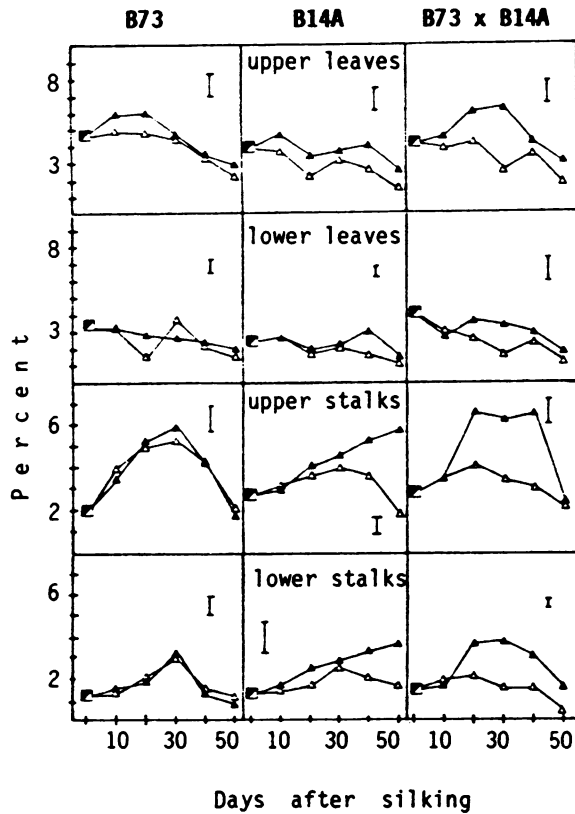 B73 B14A B73 x B14A
upper leaves
8
3
lower leaves
8
3
upper stalks
6
2
lower stalks
6
2
Percent
10 30 50 10 30 50 10 30 50
Days after silking